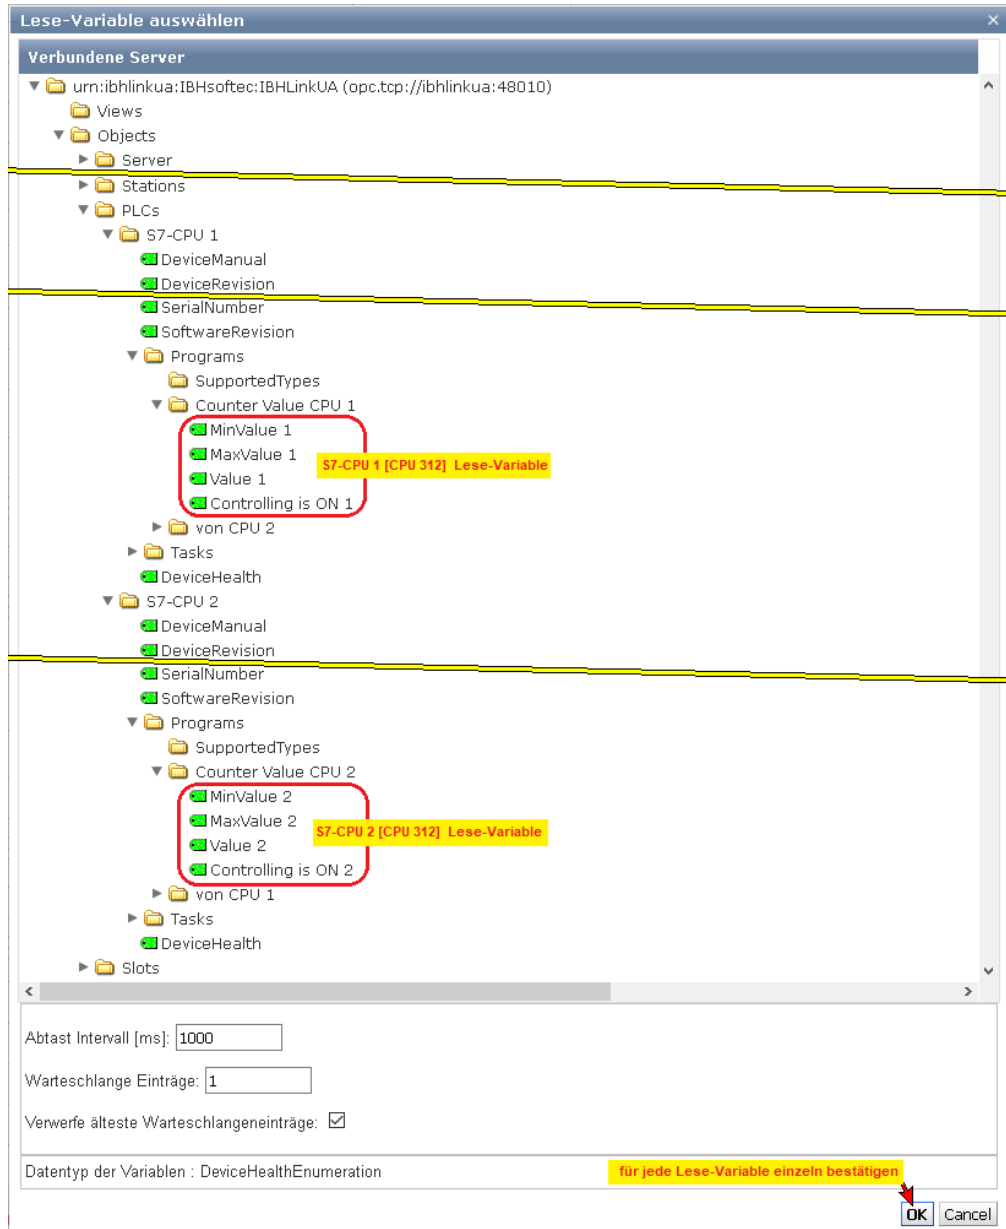 Lese-Variable auswählen
Verbundene Server
urn:ibhlinkua:IBHsoftec:IBHLinkUA (opc.tcp://ibhlinkua:48010)
Views
Objects
Server
Stations
PLCs
S7-CPU 1
DeviceManual
DeviceRevision
SerialNumber
SoftwareRevision
Programs
SupportedTypes
Counter Value CPU 1
MinValue 1
MaxValue 1
S7-CPU 1 [CPU 312] Lese-Variable
Value 1
Controlling is ON 1
von CPU 2
Tasks
DeviceHealth
S7-CPU 2
DeviceManual
DeviceRevision
SerialNumber
SoftwareRevision
Programs
SupportedTypes
Counter Value CPU 2
MinValue 2
MaxValue 2
S7-CPU 2 [CPU 312] Lese-Variable
Value 2
Controlling is ON 2
von CPU 1
Tasks
DeviceHealth
Slots
Abtast Intervall [ms]: 1000
Warteschlange Einträge: 1
Verwerfe älteste Warteschlangeneinträge:
Datentyp der Variablen : DeviceHealthEnumeration
für jede Lese-Variable einzeln bestätigen
OK Cancel